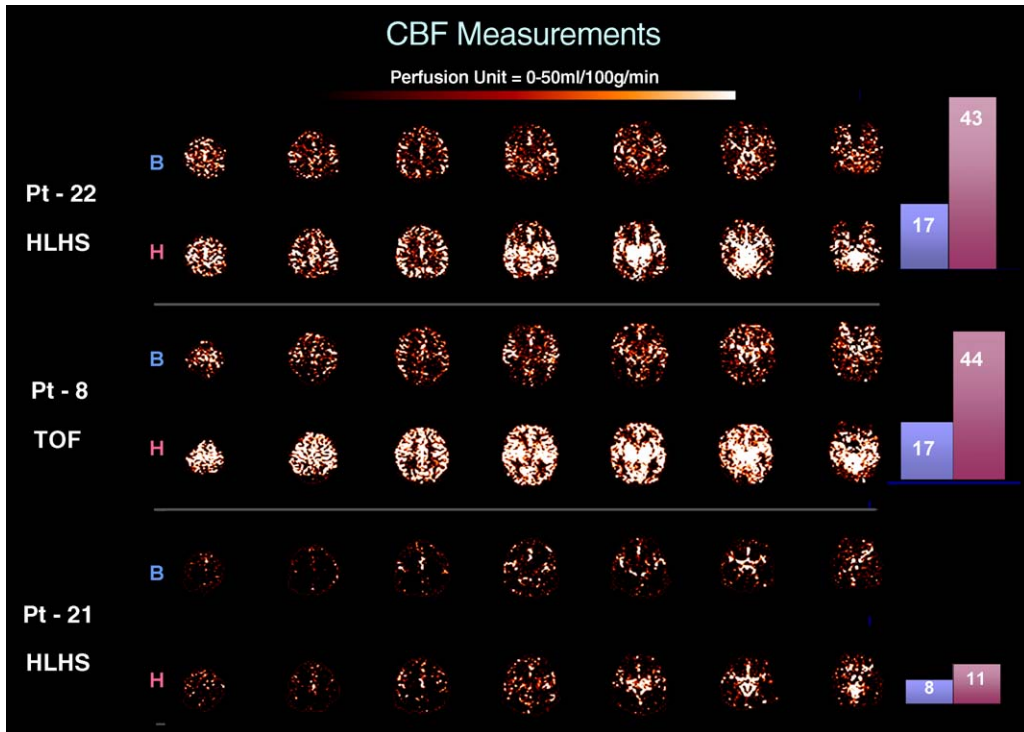 CBF Measurements
Perfusion Unit = 0-50ml/100g/min
B
43
17
Pt - 22
HLHS
H
B
44
17
Pt - 8
TOF
H
B
Pt - 21
HLHS
H
8
11